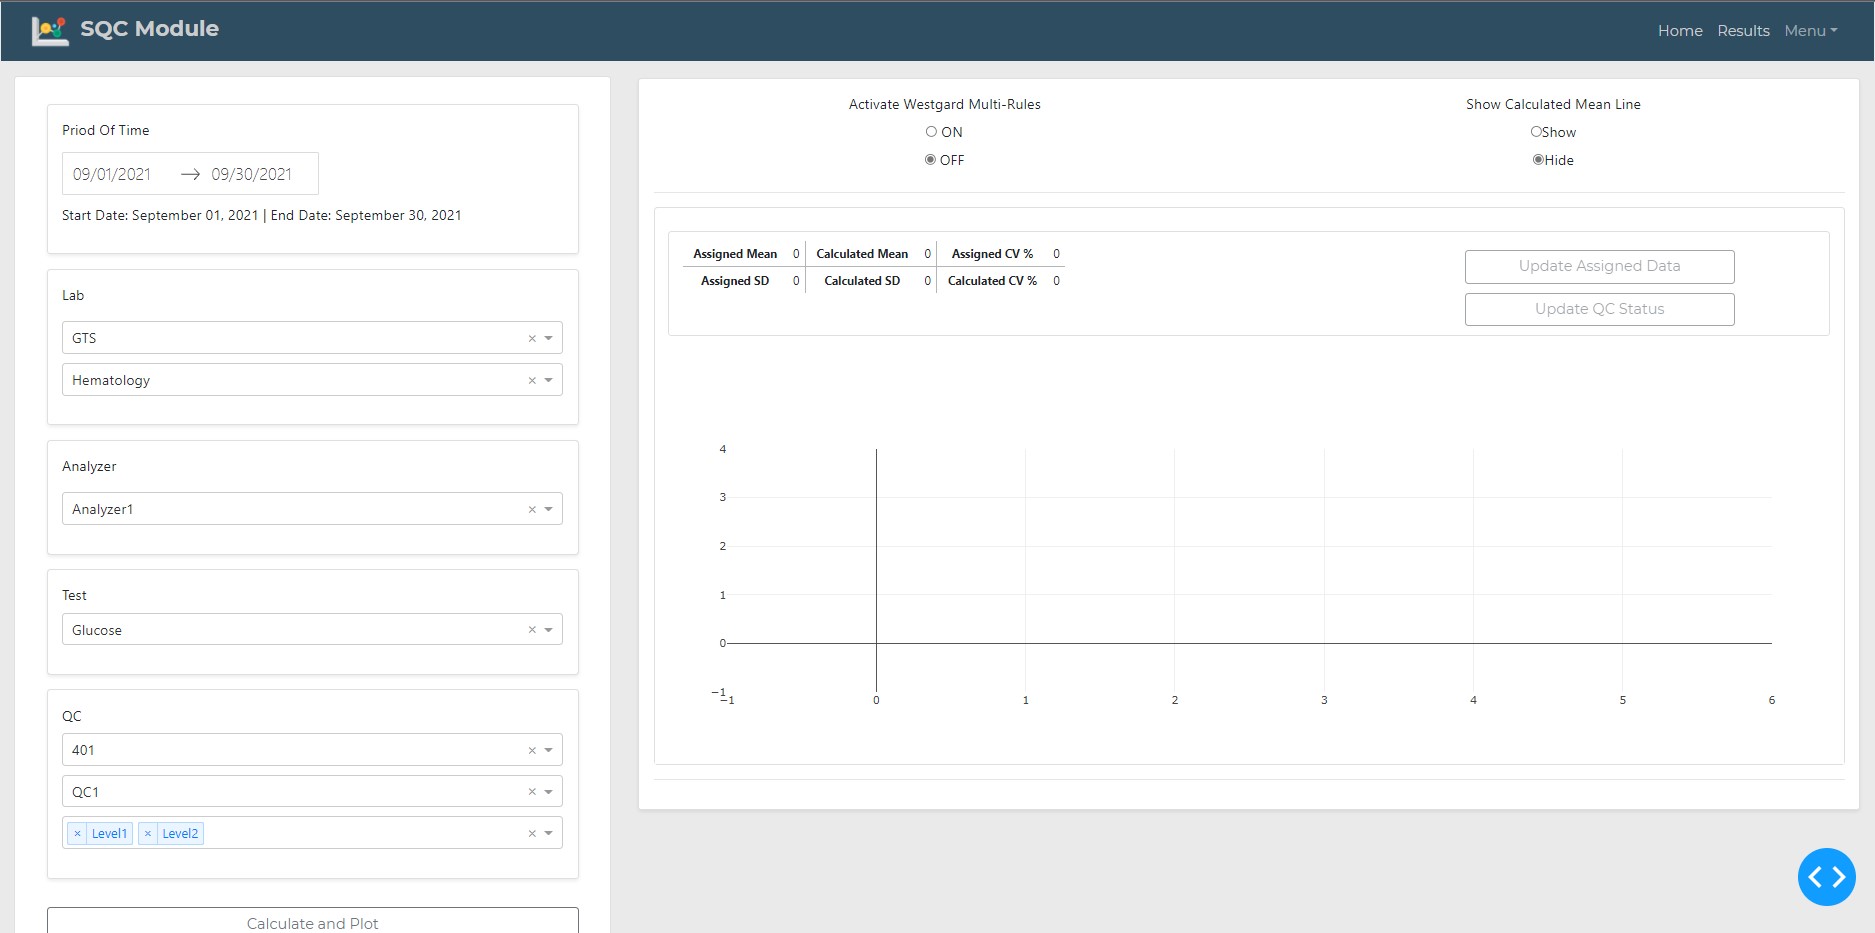 SQC Module
Home Results Menu
Priod Of Time
09/01/2021 → 09/30/2021
Start Date: September 01, 2021 | End Date: September 30, 2021
Lab
GTS
Hematology
Analyzer
Analyzer1
Test
Glucose
QC
401
QC1
× Level1 × Level2
Calculate and Plot
Activate Westgard Multi-Rules
ON
OFF
Show Calculated Mean Line
Show
Hide
Assigned Mean 0 Calculated Mean 0 Assigned CV % 0
Assigned SD 0 Calculated SD 0 Calculated CV % 0
Update Assigned Data
Update QC Status
4
3
2
1
0
−1
−1 0 1 2 3 4 5 6